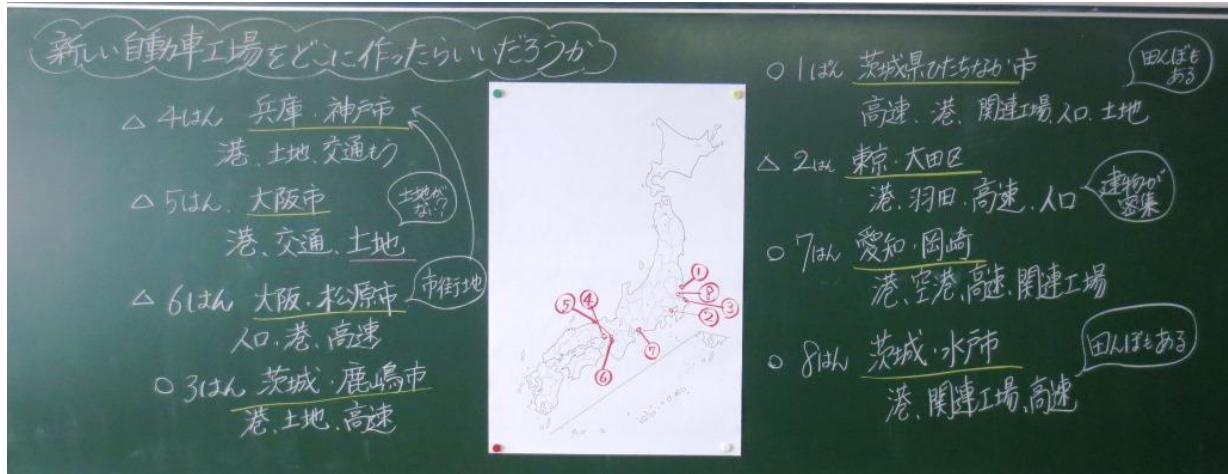 新しい自動車工場をどこに作ったらいいだろうか
△ 4はん 兵庫・神戸市
港、土地、交通もう
△ 5はん 大阪市
土地がない?
港、交通、土地
△ 6はん 大阪・松原市
市街地
人口、港、高速
○ 3はん 茨城・鹿嶋市
港、土地、高速
①
⑧
③
②
⑦
⑤
④
⑥
○ 1ぱん 茨城県ひたちなか市
田んぼも
ある
高速、港、関連工場、人口、土地
△ 2はん 東京・大田区
港、羽田、高速、人口
建物が
密集
○ 7はん 愛知・岡崎
港、空港、高速、関連工場
○ 8はん 茨城・水戸市
田んぼもある
港、関連工場、高速